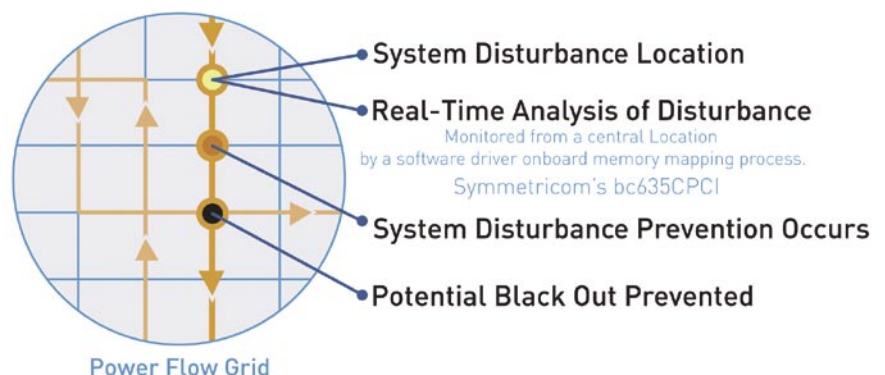 System Disturbance Location
Real-Time Analysis of Disturbance
Monitored from a central Location
by a software driver onboard memory mapping process.
Symmetricom's bc635CPCI
System Disturbance Prevention Occurs
Potential Black Out Prevented
Power Flow Grid